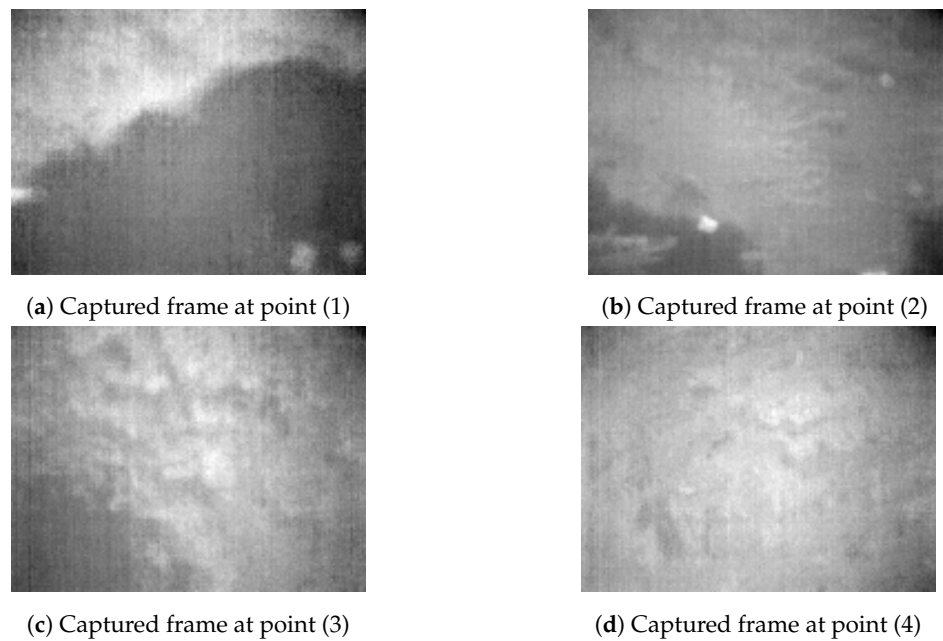 (a) Captured frame at point (1)
(b) Captured frame at point (2)
(c) Captured frame at point (3)
(d) Captured frame at point (4)